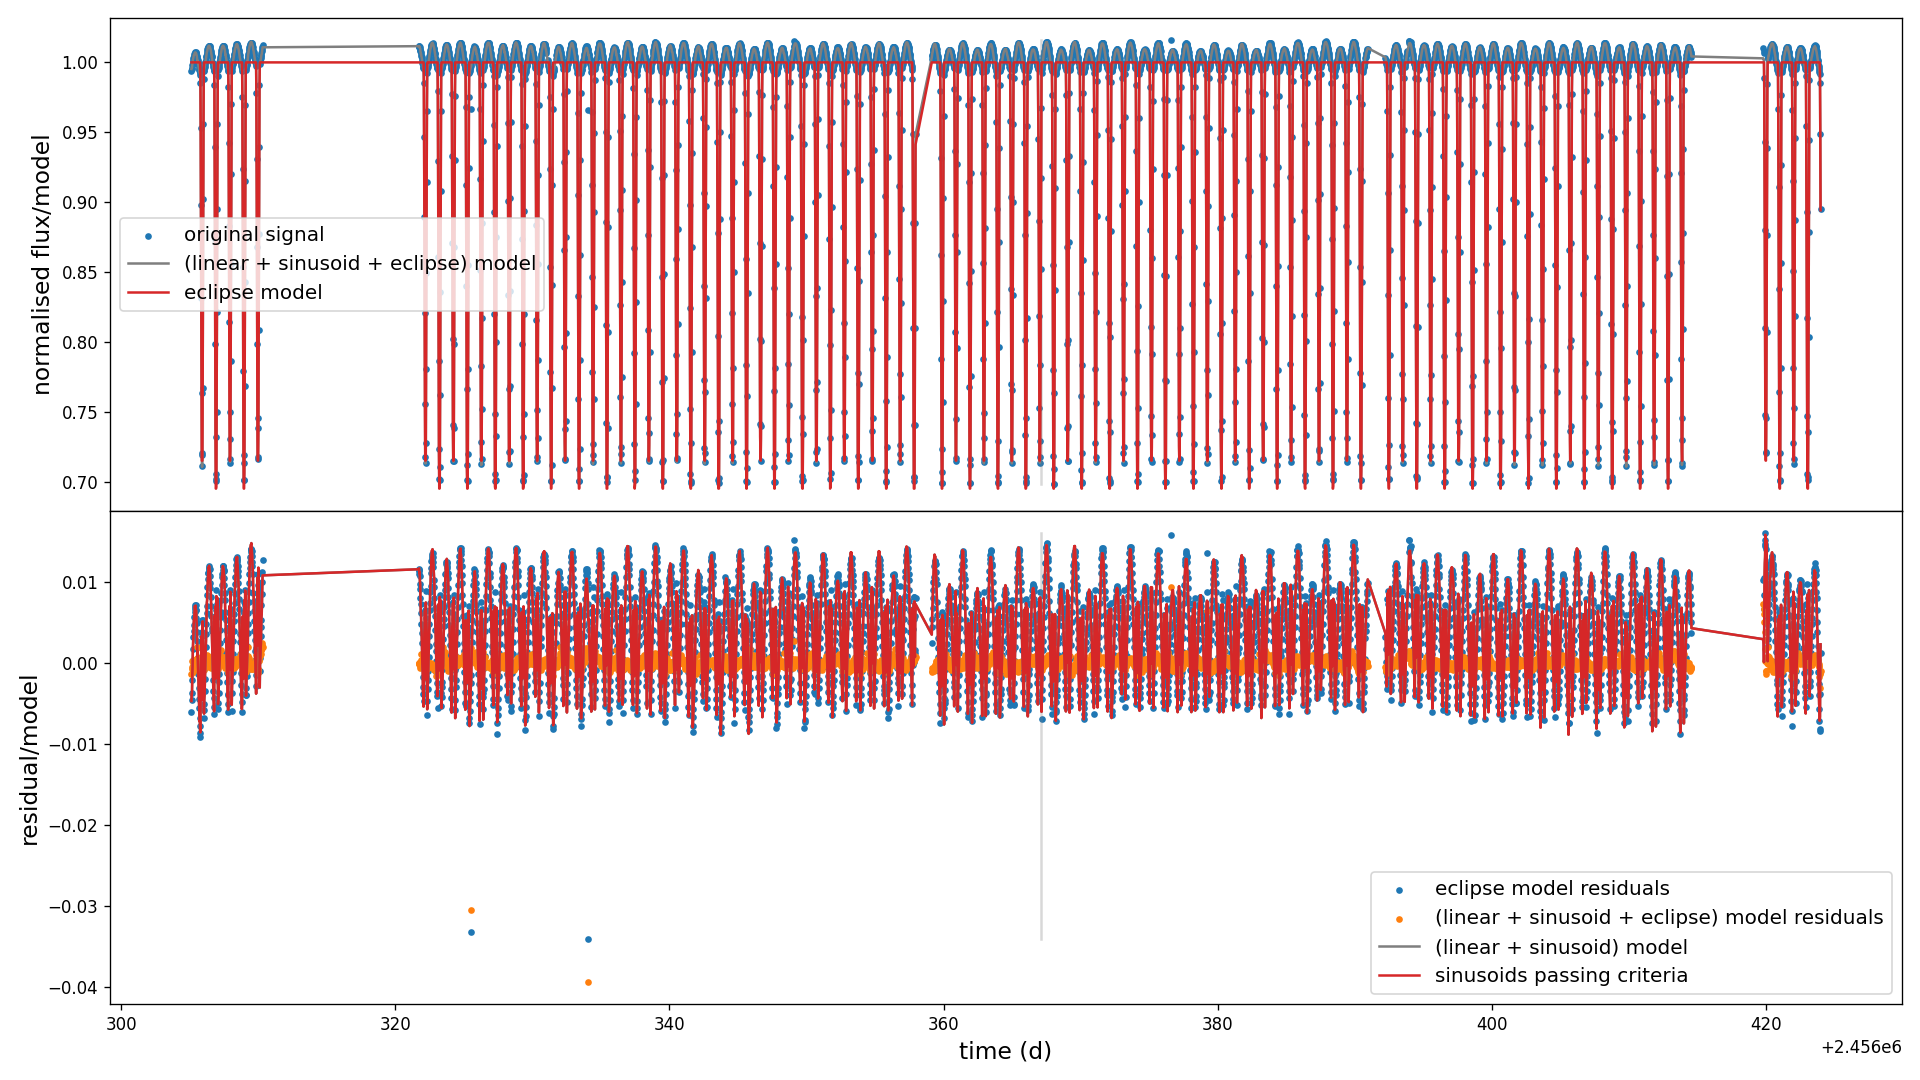 normalised flux/model
1.00
0.95
0.90
0.85
0.80
0.75
0.70
original signal
(linear + sinusoid + eclipse) model
eclipse model
residual/model
0.01
0.00
−0.01
−0.02
−0.03
−0.04
eclipse model residuals
(linear + sinusoid + eclipse) model residuals
(linear + sinusoid) model
sinusoids passing criteria
300 320 340 360 380 400 420
time (d)
+2.456e6